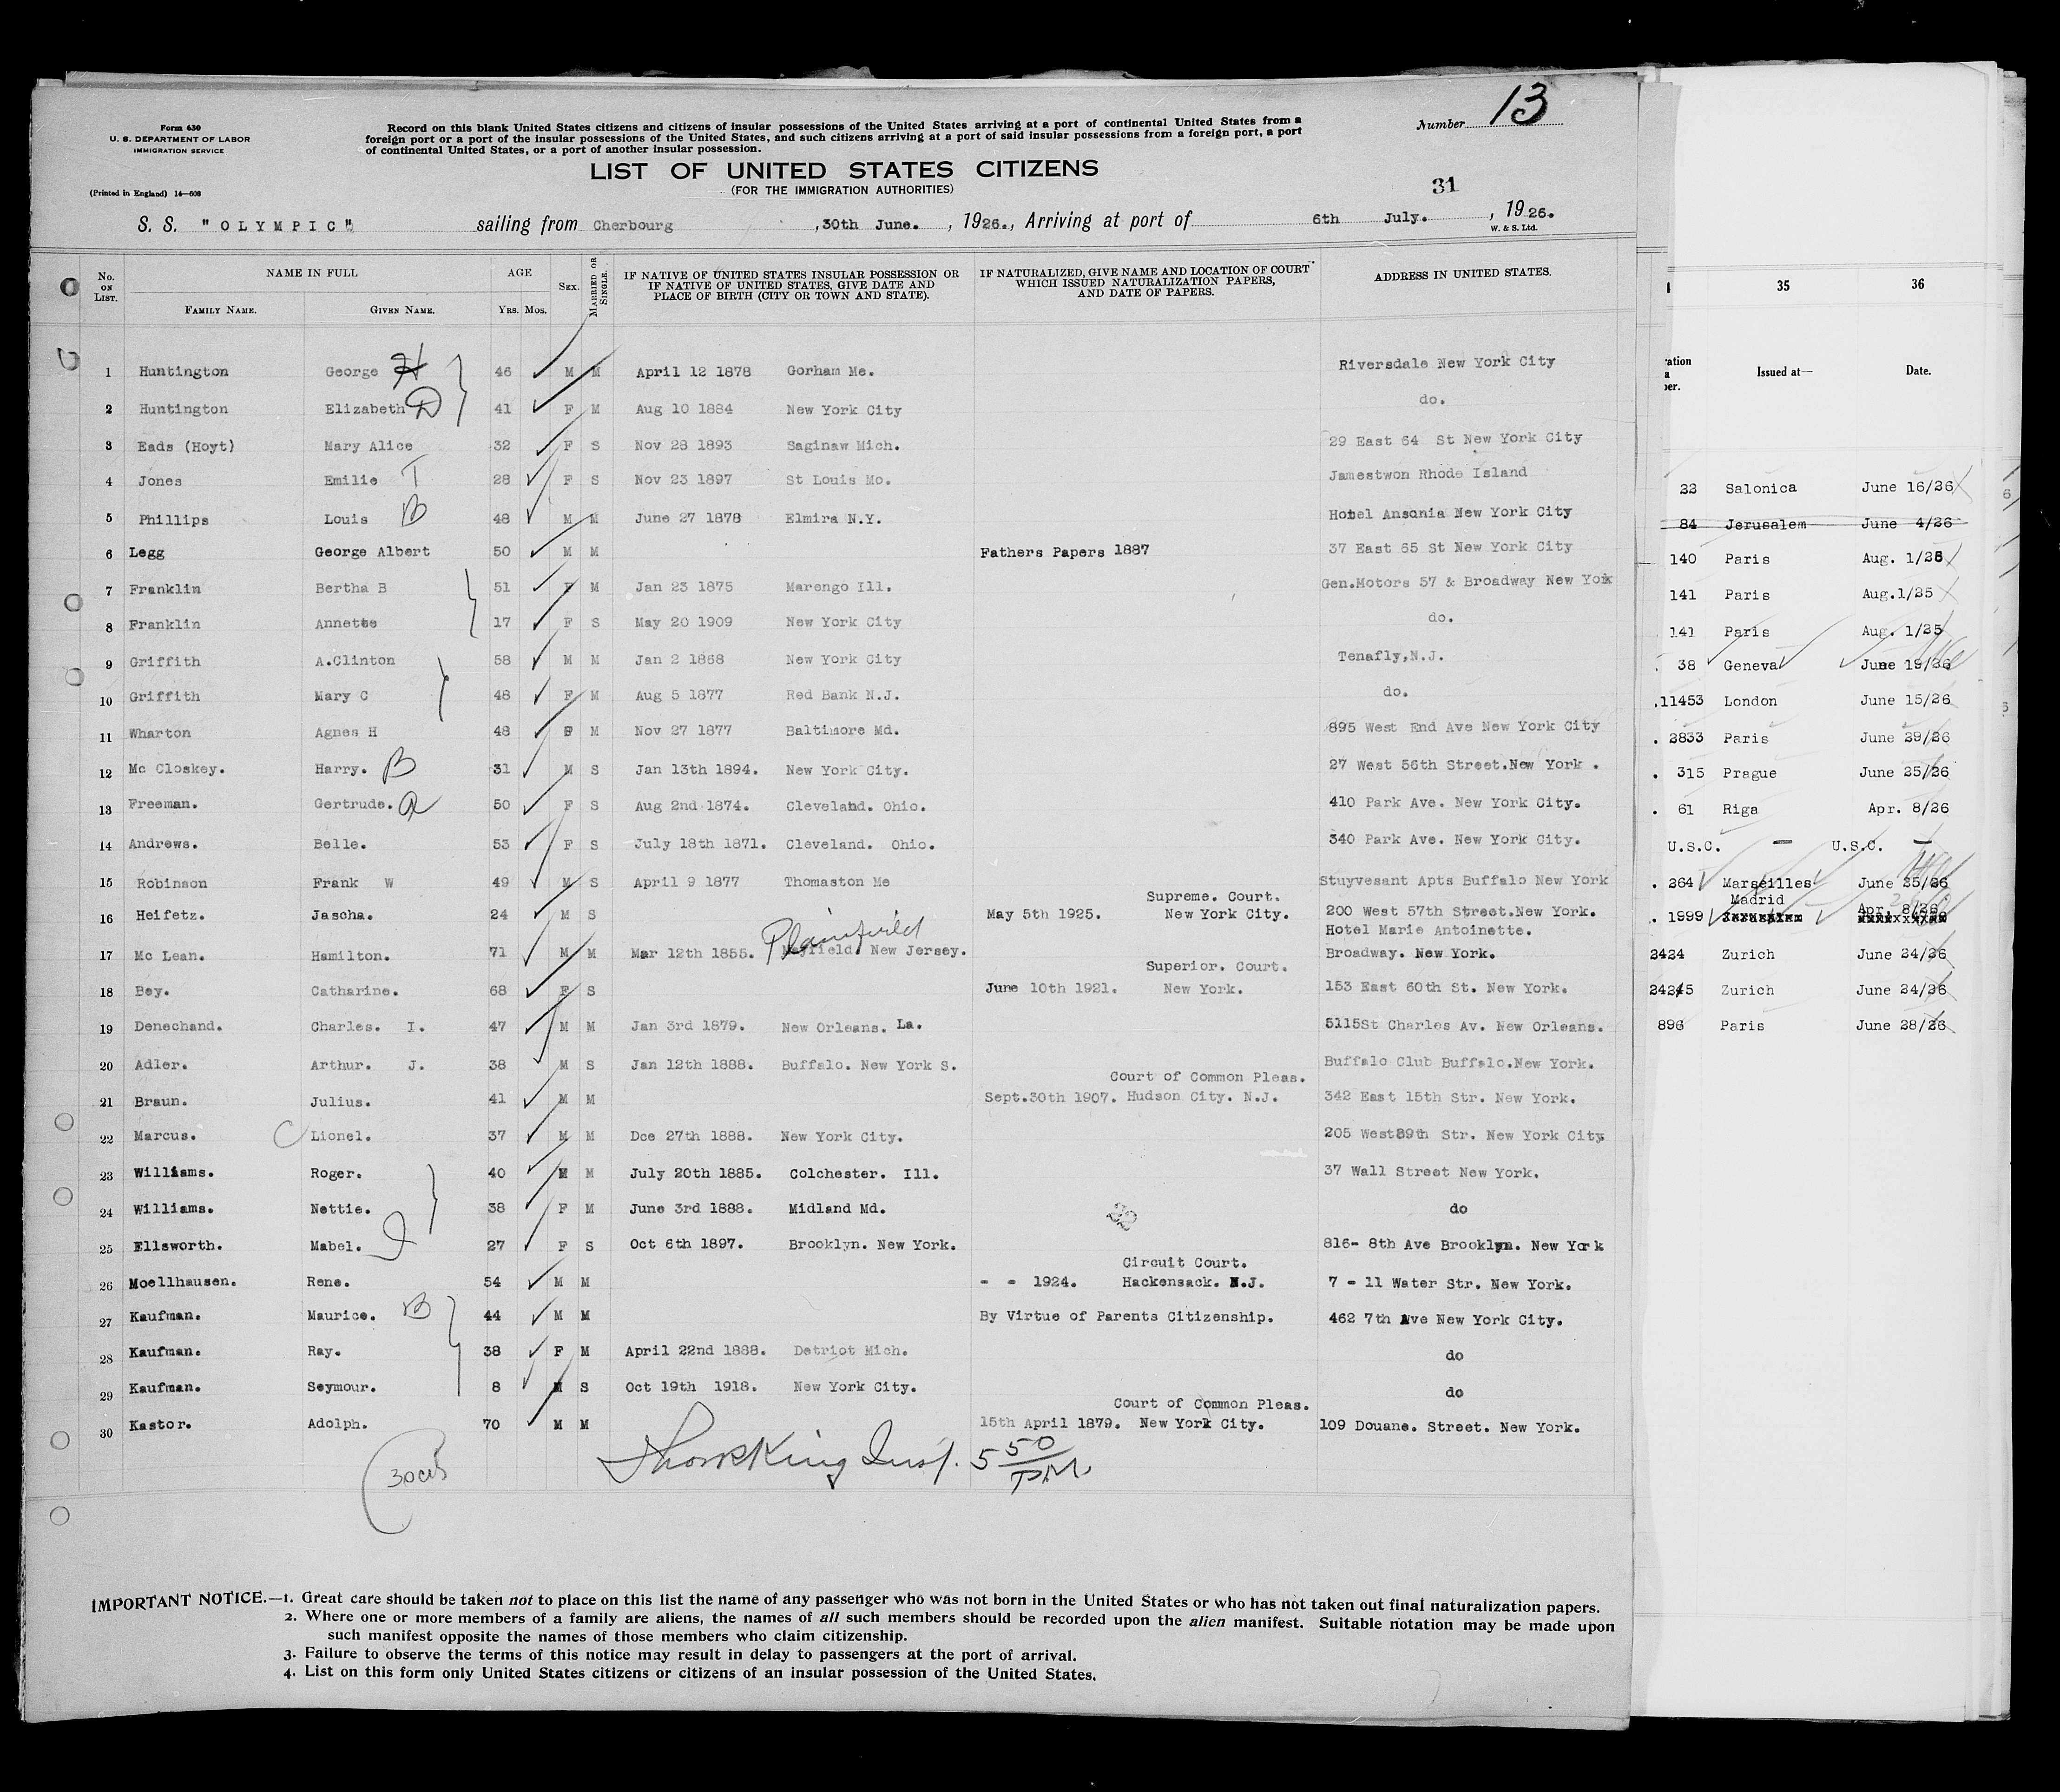 Form 630
U. S. DEPARTMENT OF LABOR
IMMIGRATION SERVICE
(Printed in England) 14—608
Record on this blank United States citizens and citizens of insular possessions of the United States arriving at a port of continental United States from a
foreign port or a port of the insular possessions of the United States, and such citizens arriving at a port of said insular possessions from a foreign port, a port
of continental United States, or a port of another insular possession.
Number 13
LIST OF UNITED STATES CITIZENS
(FOR THE IMMIGRATION AUTHORITIES)
31
S. S. "OLYMPIC" sailing from Cherbourg ,30th June. , 1926., Arriving at port of 6th July. , 1926.
W. & S. Ltd.
No. ON LIST. NAME IN FULL AGE SEX. MARRIED OR SINGLE. IF NATIVE OF UNITED STATES INSULAR POSSESSION OR IF NATIVE OF UNITED STATES, GIVE DATE AND PLACE OF BIRTH (CITY OR TOWN AND STATE). IF NATURALIZED, GIVE NAME AND LOCATION OF COURT WHICH ISSUED NATURALIZATION PAPERS, AND DATE OF PAPERS. ADDRESS IN UNITED STATES.
FAMILY NAME. GIVEN NAME. YRS. MOS.
1 Huntington George H 46 M M April 12 1878 Gorham Me. Riversdale New York City
2 Huntington Elizabeth D 41 F M Aug 10 1884 New York City do.
3 Eads (Hoyt) Mary Alice 32 F S Nov 28 1893 Saginaw Mich. 29 East 64 St New York City
4 Jones Emilie T 28 F S Nov 23 1897 St Louis Mo. Jamestwon Rhode Island
5 Phillips Louis B 48 M M June 27 1878 Elmira N.Y. Hotel Ansonia New York City
6 Legg George Albert 50 M M Fathers Papers 1887 37 East 65 St New York City
7 Franklin Bertha B 51 F M Jan 23 1875 Marengo Ill. Gen.Motors 57 & Broadway New York
8 Franklin Annette 17 F S May 20 1909 New York City do.
9 Griffith A.Clinton 58 M M Jan 2 1868 New York City Tenafly,N.J.
10 Griffith Mary C 48 F M Aug 5 1877 Red Bank N.J. do.
11 Wharton Agnes H 48 F M Nov 27 1877 Baltimore Md. 895 West End Ave New York City
12 Mc Closkey. Harry. B 31 M S Jan 13th 1894. New York City. 27 West 56th Street.New York .
13 Freeman. Gertrude. R 50 F S Aug 2nd 1874. Cleveland. Ohio. 410 Park Ave. New York City.
14 Andrews. Belle. 53 F S July 18th 1871. Cleveland. Ohio. 340 Park Ave. New York City.
15 Robinson Frank W 49 M S April 9 1877 Thomaston Me Stuyvesant Apts Buffalo New York
Supreme. Court.
16 Heifetz. Jascha. 24 M S May 5th 1925. New York City. 200 West 57th Street.New York.
Plainfield Hotel Marie Antoinette.
17 Mc Lean. Hamilton. 71 M M Mar 12th 1855. New Jersey. Broadway. New York.
Superior. Court.
18 Bey. Catharine. 68 F S June 10th 1921. New York. 153 East 60th St. New York.
19 Denechand. Charles. I. 47 M M Jan 3rd 1879. New Orleans. La. 5115St Charles Av. New Orleans.
20 Adler. Arthur. J. 38 M S Jan 12th 1888. Buffalo. New York S. Buffalo Club Buffalo.New York.
Court of Common Pleas.
21 Braun. Julius. 41 M M Sept.30th 1907. Hudson City. N.J. 342 East 15th Str. New York.
22 Marcus. C Lionel. 37 M M Dce 27th 1888. New York City. 205 West89th Str. New York City
23 Williams. Roger. 40 M M July 20th 1885. Colchester. Ill. 37 Wall Street New York.
24 Williams. Nettie. 38 F M June 3rd 1888. Midland Md. do
25 Ellsworth. Mabel. I 27 F S Oct 6th 1897. Brooklyn. New York. 816- 8th Ave Brooklyn. New York
Circuit Court.
26 Moellhausen. Rene. 54 M M - - 1924. Hackensack. N.J. 7 - 11 Water Str. New York.
27 Kaufman. Maurice. B 44 M M By Virtue of Parents Citizenship. 462 7th Ave New York City.
28 Kaufman. Ray. 38 F M April 22nd 1888. Detriot Mich. do
29 Kaufman. Seymour. 8 M S Oct 19th 1918. New York City. do
Court of Common Pleas.
30 Kastor. Adolph. 70 M M 15th April 1879. New York City. 109 Douane. Street. New York.
King Insp. 5 50 PM
IMPORTANT NOTICE.—1. Great care should be taken not to place on this list the name of any passenger who was not born in the United States or who has not taken out final naturalization papers.
2. Where one or more members of a family are aliens, the names of all such members should be recorded upon the alien manifest. Suitable notation may be made upon
such manifest opposite the names of those members who claim citizenship.
3. Failure to observe the terms of this notice may result in delay to passengers at the port of arrival.
4. List on this form only United States citizens or citizens of an insular possession of the United States.
35 36
Issued at— Date.
33 Salonica June 16/26
84 Jerusalem June 4/26
140 Paris Aug. 1/25
141 Paris Aug.1/25
141 Paris Aug. 1/25
38 Geneva June 19/26
11453 London June 15/26
2833 Paris June 29/26
315 Prague June 25/26
61 Riga Apr. 8/26
U.S.C. — U.S.C. —
264 Marseilles June 25/26
Madrid Apr. 8/26
1999
2424 Zurich June 24/26
24245 Zurich June 24/26
896 Paris June 28/26